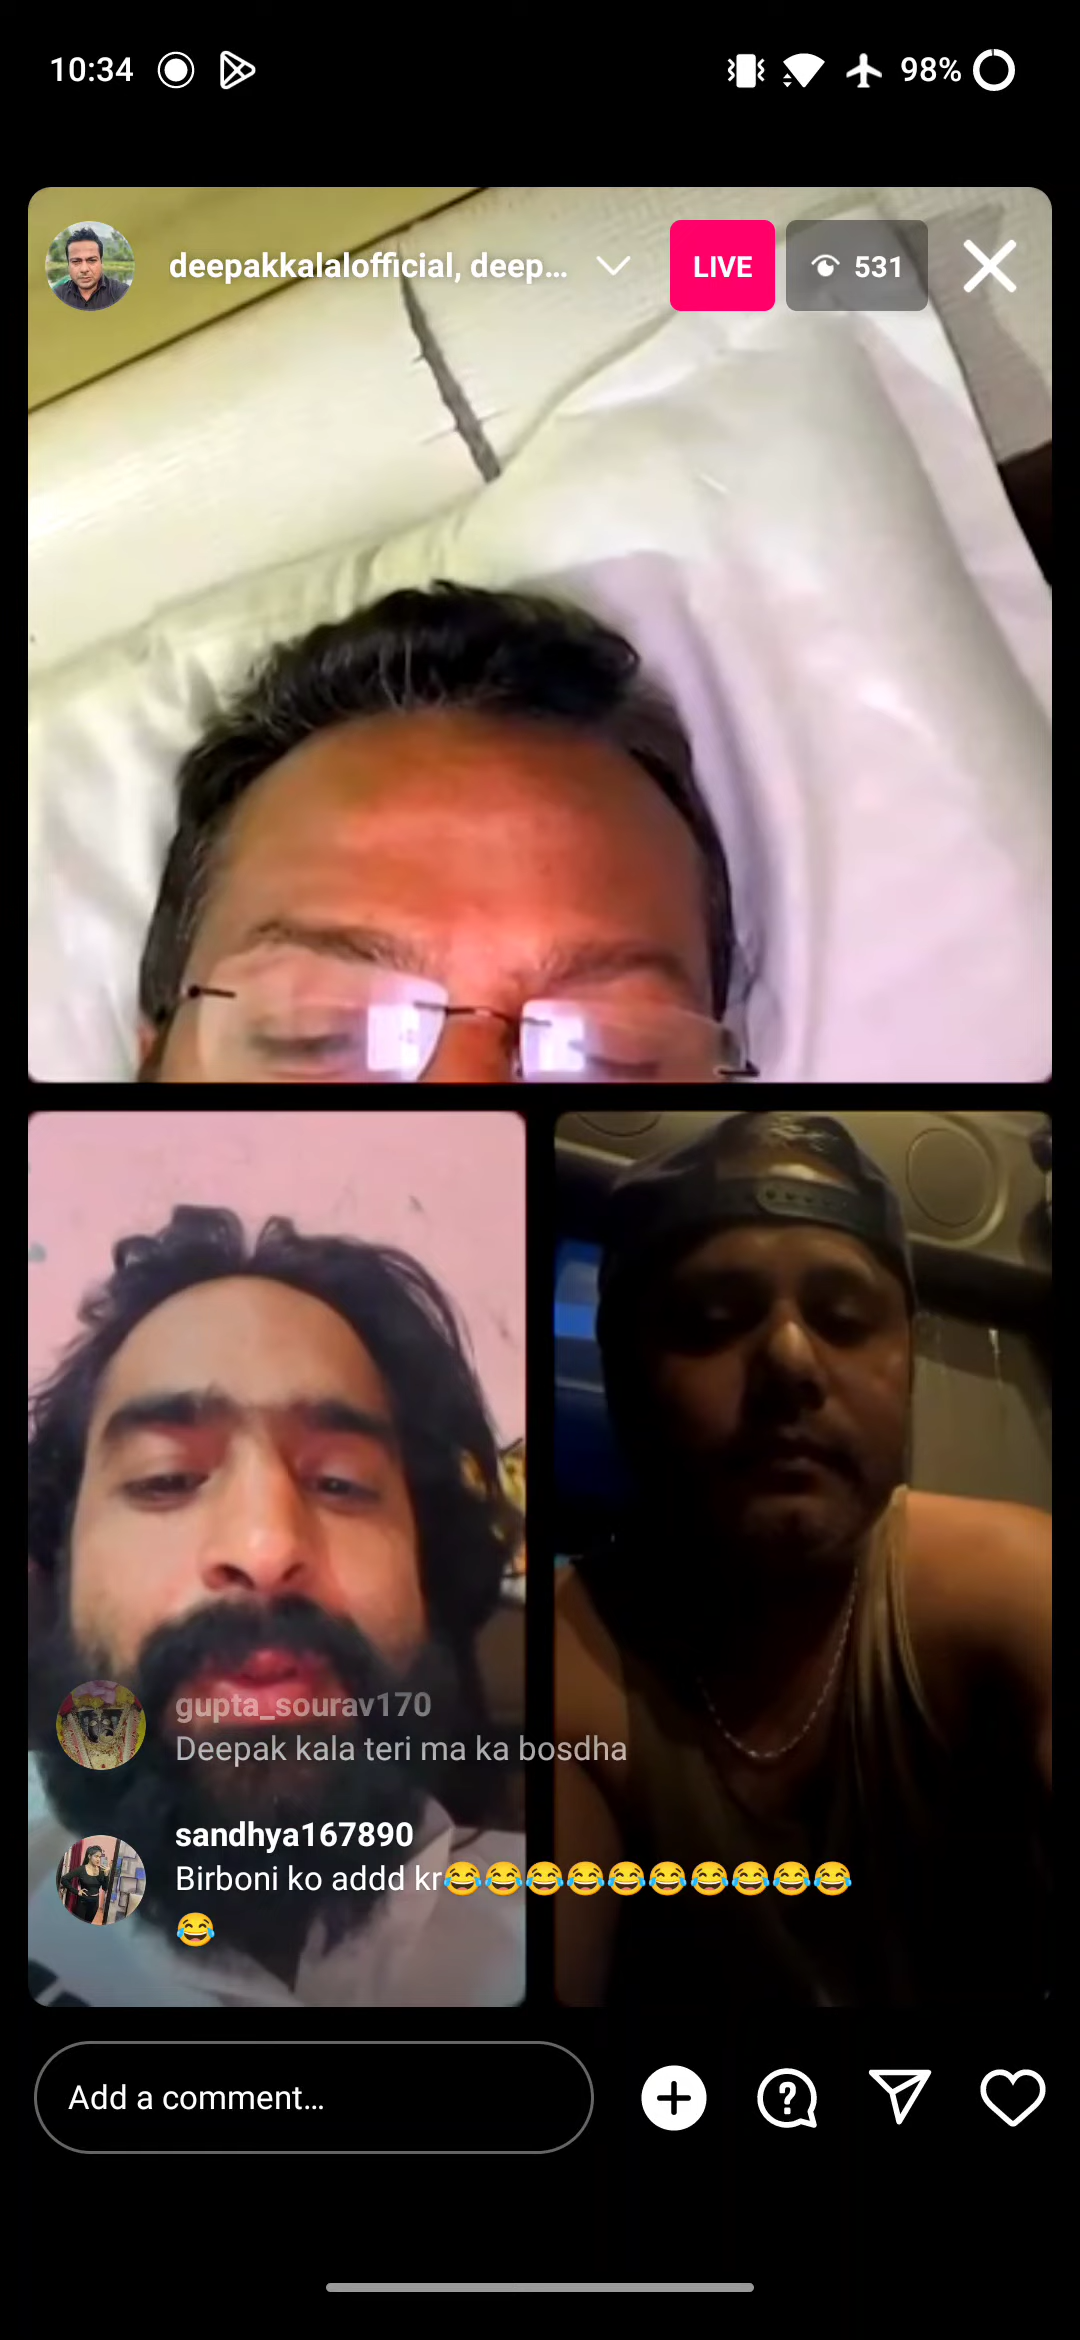 10:34
98%
deepakkalalofficial, deep...
LIVE
531
gupta_sourav170
Deepak kala teri ma ka bosdha
sandhya167890
Birboni ko addd kr😂😂😂😂😂😂😂😂😂😂
😂
Add a comment...